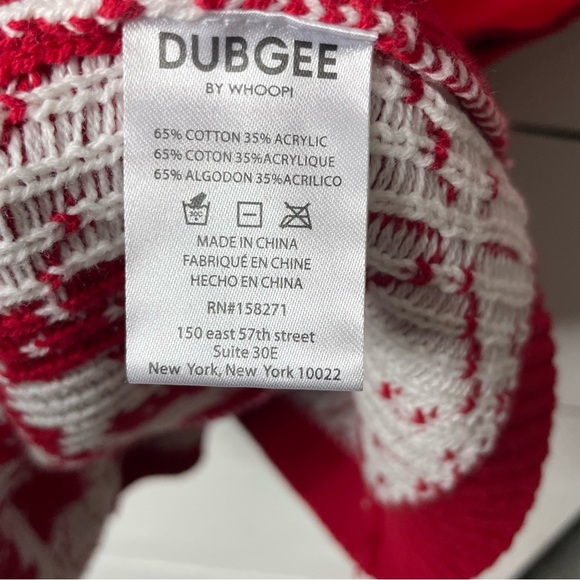 DUBGEE
BY WHOOPI
65% COTTON 35% ACRYLIC
65% COTON 35%ACRYLIQUE
65% ALGODON 35%ACRILICO
30°C
MADE IN CHINA
FABRIQUÉ EN CHINE
HECHO EN CHINA
RN#158271
150 east 57th street
Suite 30E
New York, New York 10022